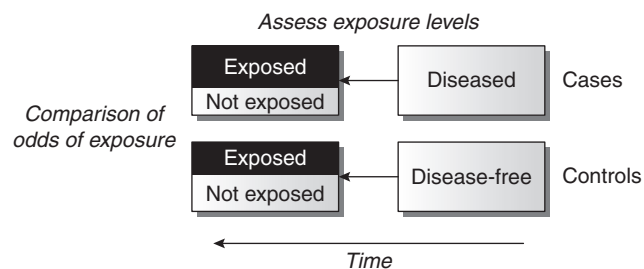 Assess exposure levels
Exposed
Not exposed
Diseased
Cases
Comparison of
odds of exposure
Exposed
Not exposed
Disease-free
Controls
Time